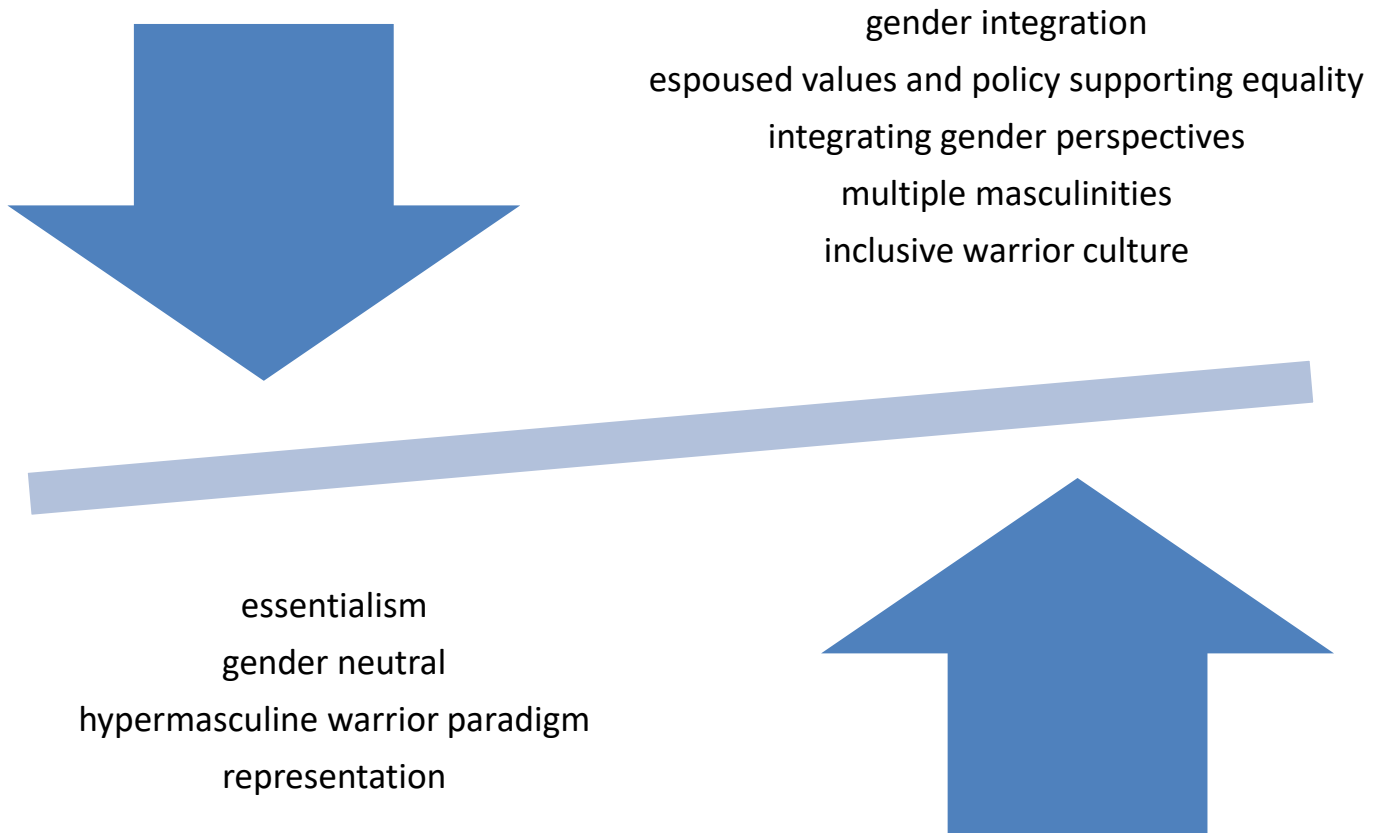 gender integration
espoused values and policy supporting equality
integrating gender perspectives
multiple masculinities
inclusive warrior culture
essentialism
gender neutral
hypermasculine warrior paradigm
representation